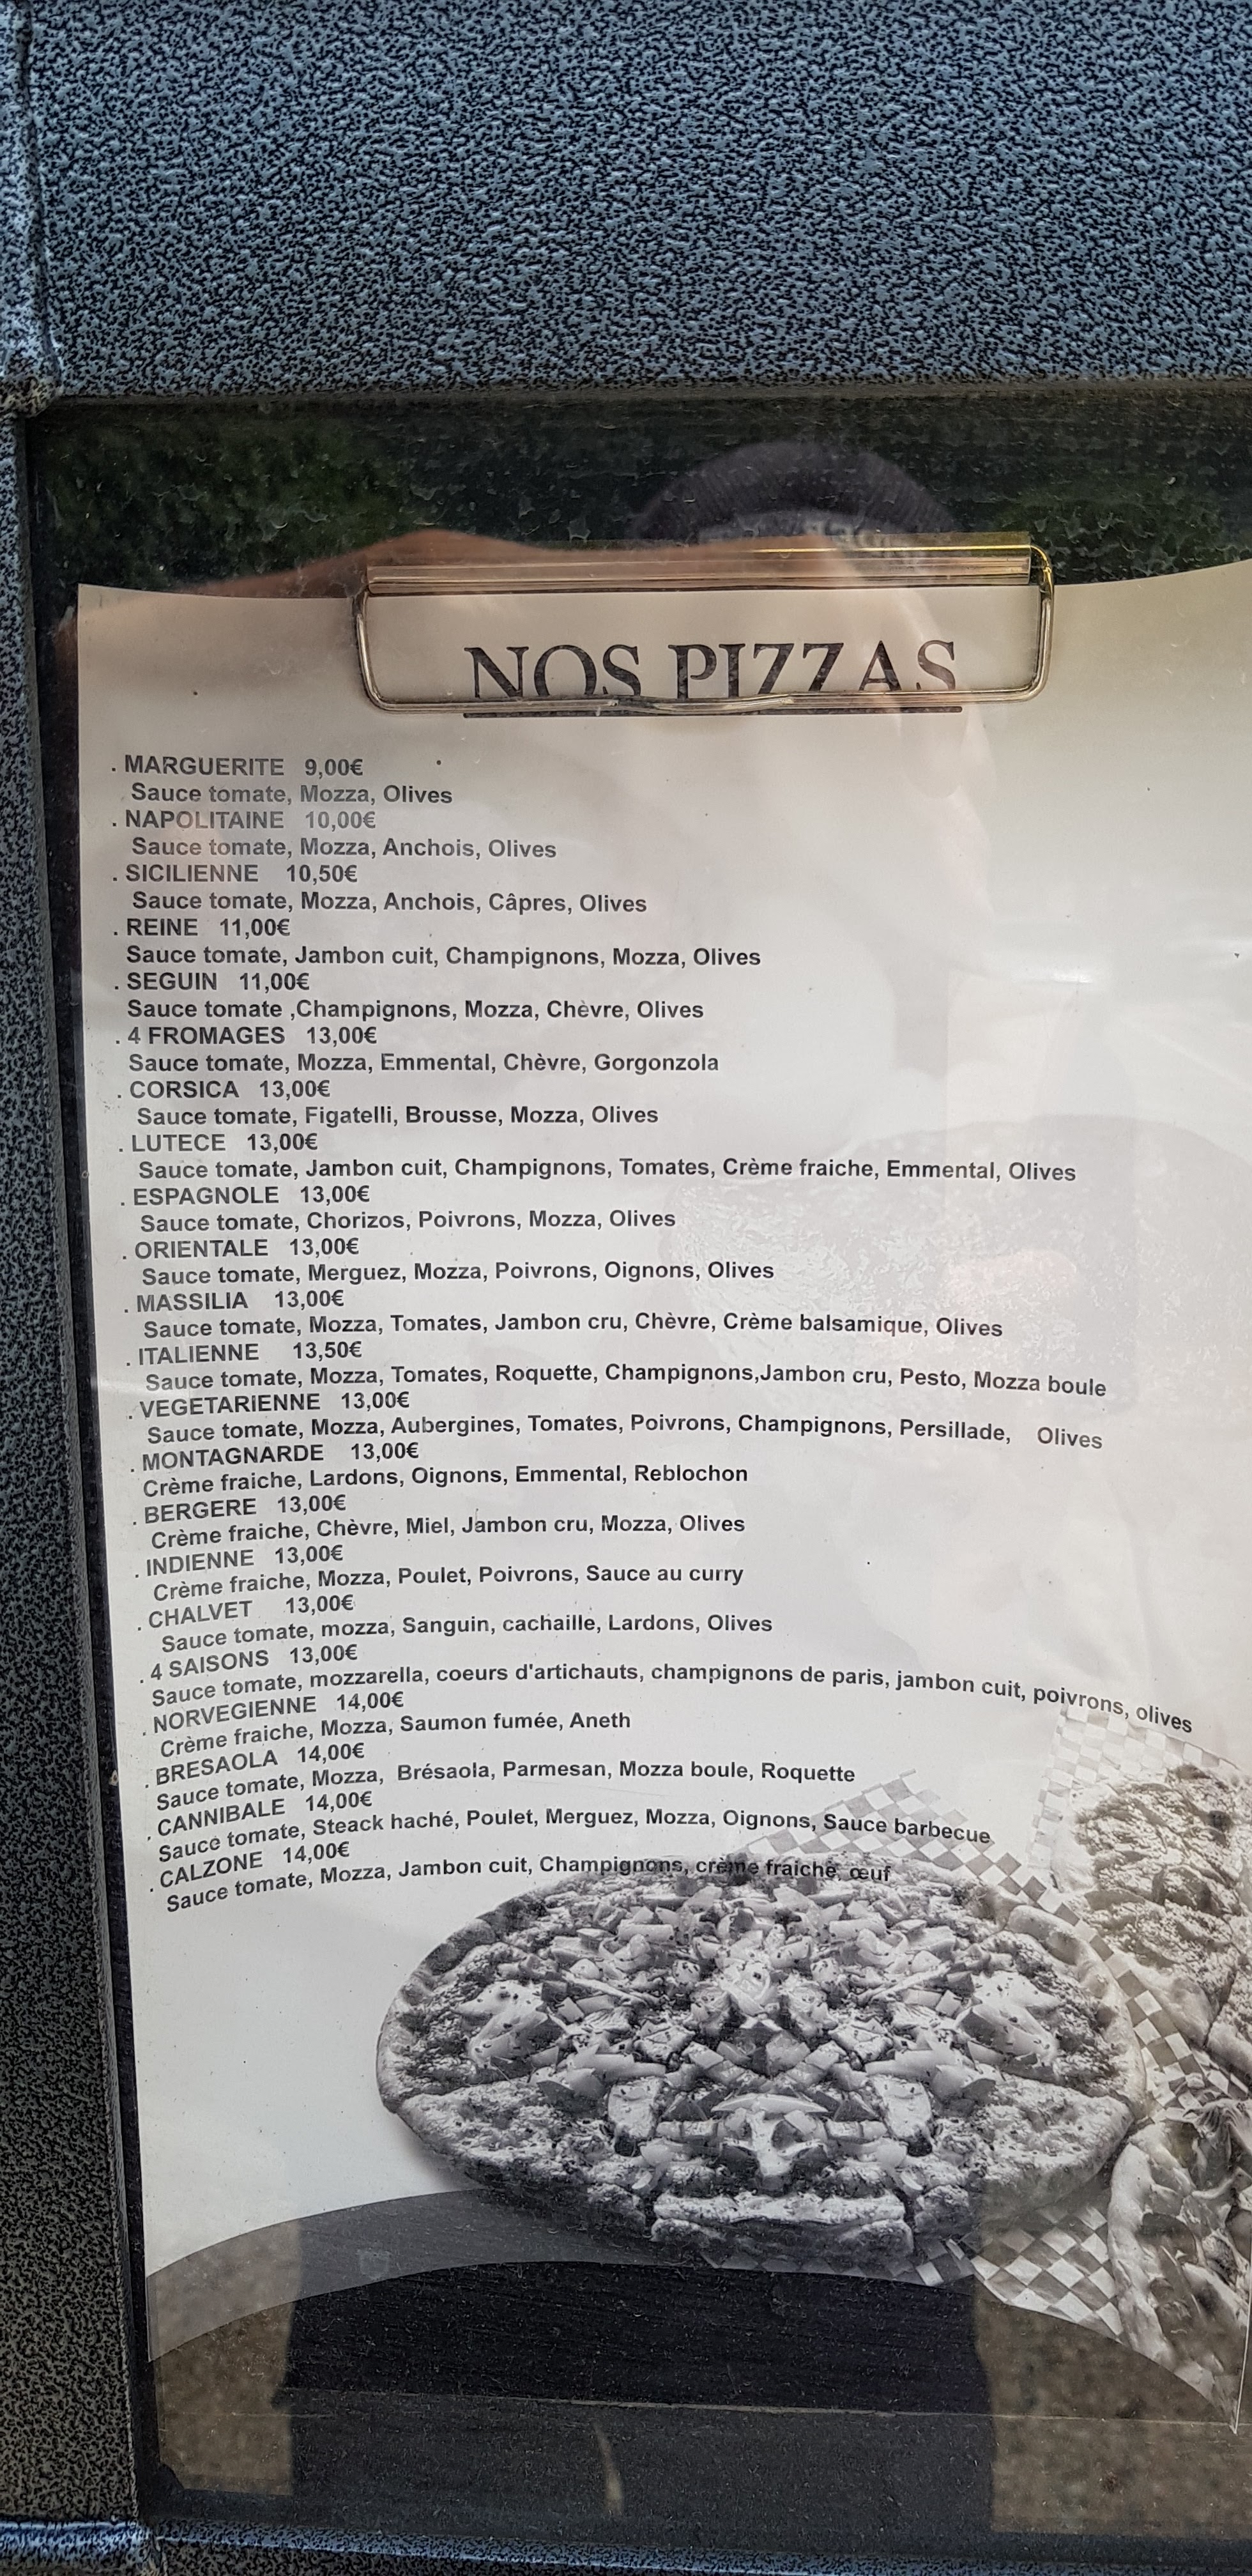 NOS PIZZAS
. MARGUERITE 9,00€
Sauce tomate, Mozza, Olives
. NAPOLITAINE 10,00€
Sauce tomate, Mozza, Anchois, Olives
. SICILIENNE 10,50€
Sauce tomate, Mozza, Anchois, Câpres, Olives
. REINE 11,00€
Sauce tomate, Jambon cuit, Champignons, Mozza, Olives
. SEGUIN 11,00€
Sauce tomate ,Champignons, Mozza, Chèvre, Olives
. 4 FROMAGES 13,00€
Sauce tomate, Mozza, Emmental, Chèvre, Gorgonzola
. CORSICA 13,00€
Sauce tomate, Figatelli, Brousse, Mozza, Olives
. LUTECE 13,00€
Sauce tomate, Jambon cuit, Champignons, Tomates, Crème fraiche, Emmental, Olives
. ESPAGNOLE 13,00€
Sauce tomate, Chorizos, Poivrons, Mozza, Olives
. ORIENTALE 13,00€
Sauce tomate, Merguez, Mozza, Poivrons, Oignons, Olives
. MASSILIA 13,00€
Sauce tomate, Mozza, Tomates, Jambon cru, Chèvre, Crème balsamique, Olives
. ITALIENNE 13,50€
Sauce tomate, Mozza, Tomates, Roquette, Champignons,Jambon cru, Pesto, Mozza boule
. VEGETARiENNE 13,00€
Sauce tomate, Mozza, Aubergines, Tomates, Poivrons, Champignons, Persillade, Olives
. MONTAGNARDE 13,00€
Crème fraiche, Lardons, Oignons, Emmental, Reblochon
. BERGERE 13,00€
Crème fraiche, Chèvre, Miel, Jambon cru, Mozza, Olives
. INDIENNE 13,00€
Crème fraiche, Mozza, Poulet, Poivrons, Sauce au curry
. CHALVET 13,00€
Sauce tomate, mozza, Sanguin, cachaille, Lardons, Olives
. 4 SAISONS 13,00€
Sauce tomate, mozzarella, coeurs d'artichauts, champignons de paris, jambon cuit, poivrons, olives
. NORVEGIENNE 14,00€
Crème fraiche, Mozza, Saumon fumée, Aneth
. BRESAOLA 14,00€
Sauce tomate, Mozza, Brésaola, Parmesan, Mozza boule, Roquette
. CANNIBALE 14,00€
Sauce tomate, Steack haché, Poulet, Merguez, Mozza, Oignons, Sauce barbecue
. CALZONE 14,00€
Sauce tomate, Mozza, Jambon cuit, Champignons, crème fraiche, œuf